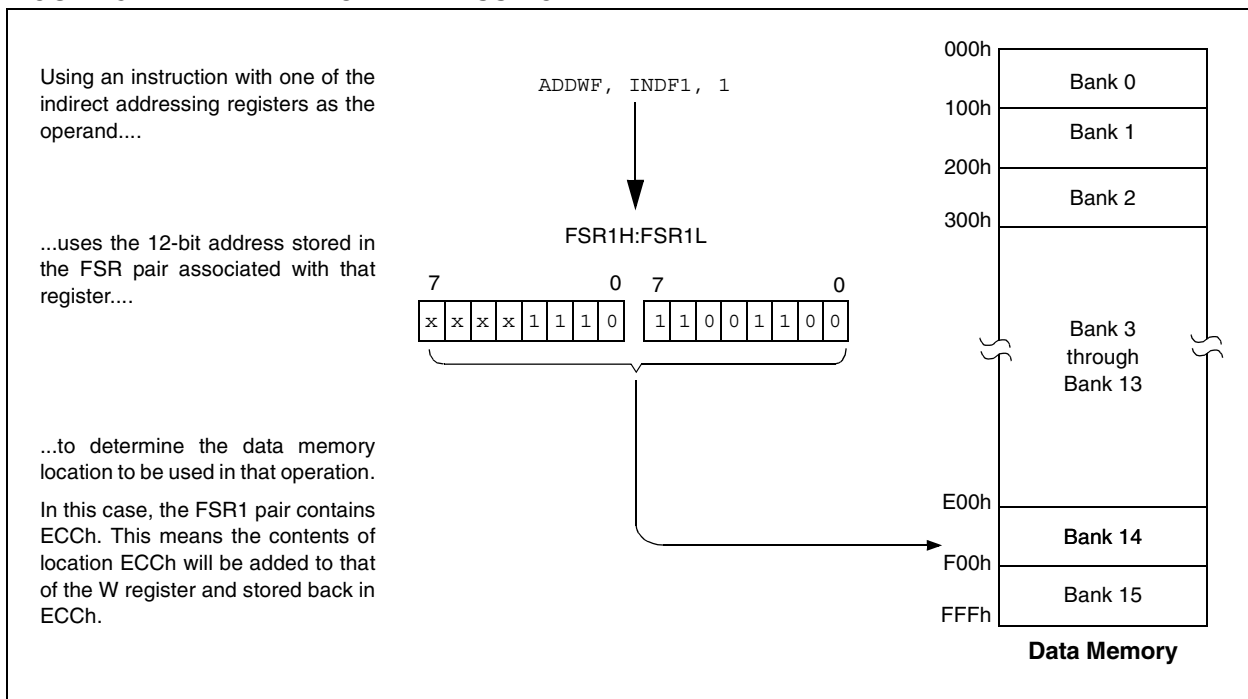 Using an instruction with one of the
indirect addressing registers as the
operand....
ADDWF, INDF1, 1
...uses the 12-bit address stored in
the FSR pair associated with that
register....
FSR1H:FSR1L
7 0 7 0
x x x x 1 1 1 0 1 1 0 0 1 1 0 0
...to determine the data memory
location to be used in that operation.
In this case, the FSR1 pair contains
ECCh. This means the contents of
location ECCh will be added to that
of the W register and stored back in
ECCh.
000h
Bank 0
100h
Bank 1
200h
Bank 2
300h
Bank 3
through
Bank 13
E00h
Bank 14
F00h
Bank 15
FFFh
Data Memory